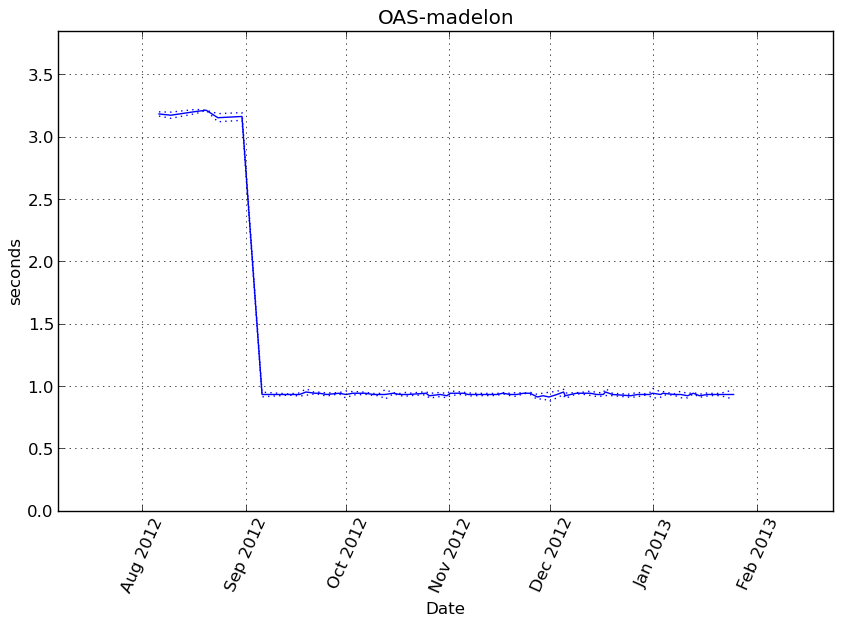 OAS-madelon
3.5
3.0
2.5
2.0
1.5
1.0
0.5
0.0
seconds
Aug 2012
Sep 2012
Oct 2012
Nov 2012
Dec 2012
Jan 2013
Feb 2013
Date